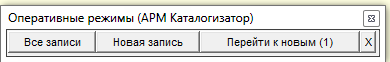 Оперативные режимы (АРМ Каталогизатор)
Все записи Новая запись Перейти к новым (1) X